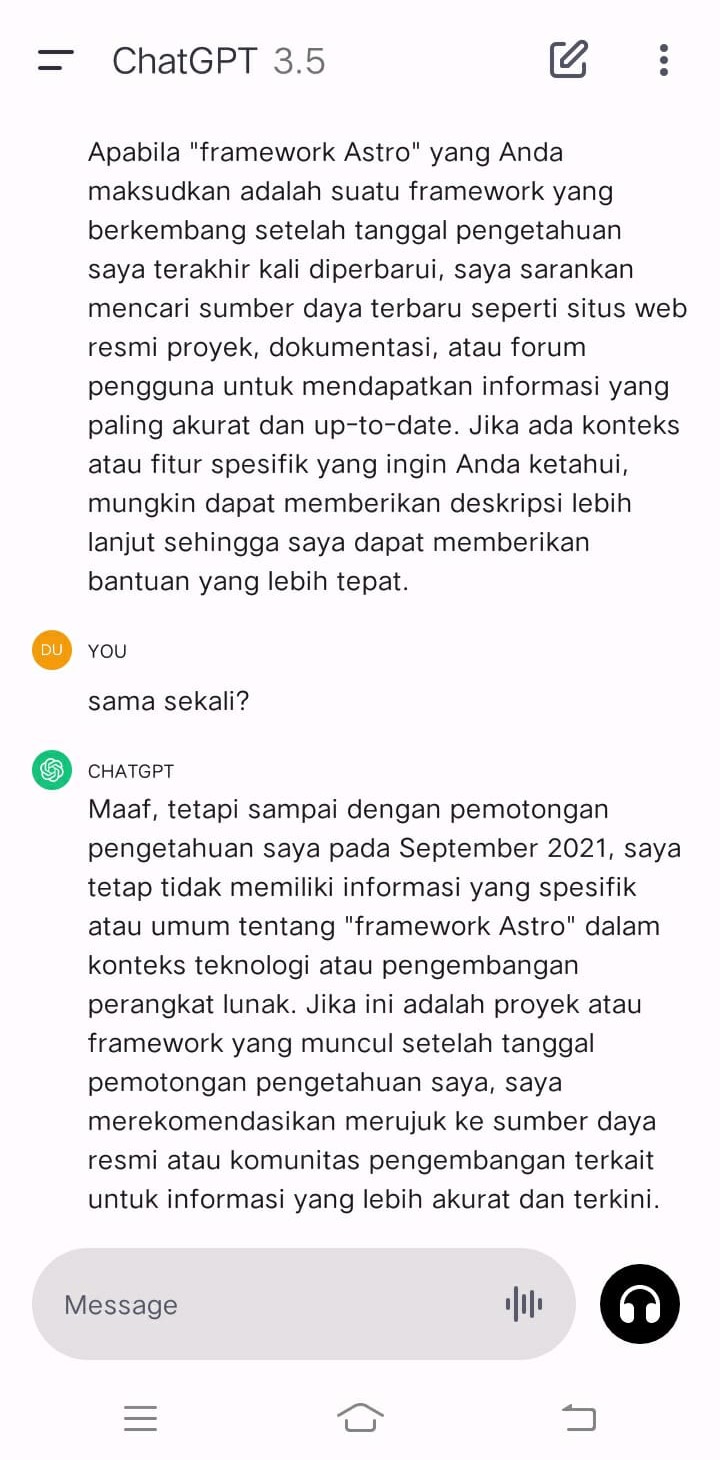 ChatGPT 3.5
Apabila "framework Astro" yang Anda
maksudkan adalah suatu framework yang
berkembang setelah tanggal pengetahuan
saya terakhir kali diperbarui, saya sarankan
mencari sumber daya terbaru seperti situs web
resmi proyek, dokumentasi, atau forum
pengguna untuk mendapatkan informasi yang
paling akurat dan up-to-date. Jika ada konteks
atau fitur spesifik yang ingin Anda ketahui,
mungkin dapat memberikan deskripsi lebih
lanjut sehingga saya dapat memberikan
bantuan yang lebih tepat.
DU YOU
sama sekali?
CHATGPT
Maaf, tetapi sampai dengan pemotongan
pengetahuan saya pada September 2021, saya
tetap tidak memiliki informasi yang spesifik
atau umum tentang "framework Astro" dalam
konteks teknologi atau pengembangan
perangkat lunak. Jika ini adalah proyek atau
framework yang muncul setelah tanggal
pemotongan pengetahuan saya, saya
merekomendasikan merujuk ke sumber daya
resmi atau komunitas pengembangan terkait
untuk informasi yang lebih akurat dan terkini.
Message